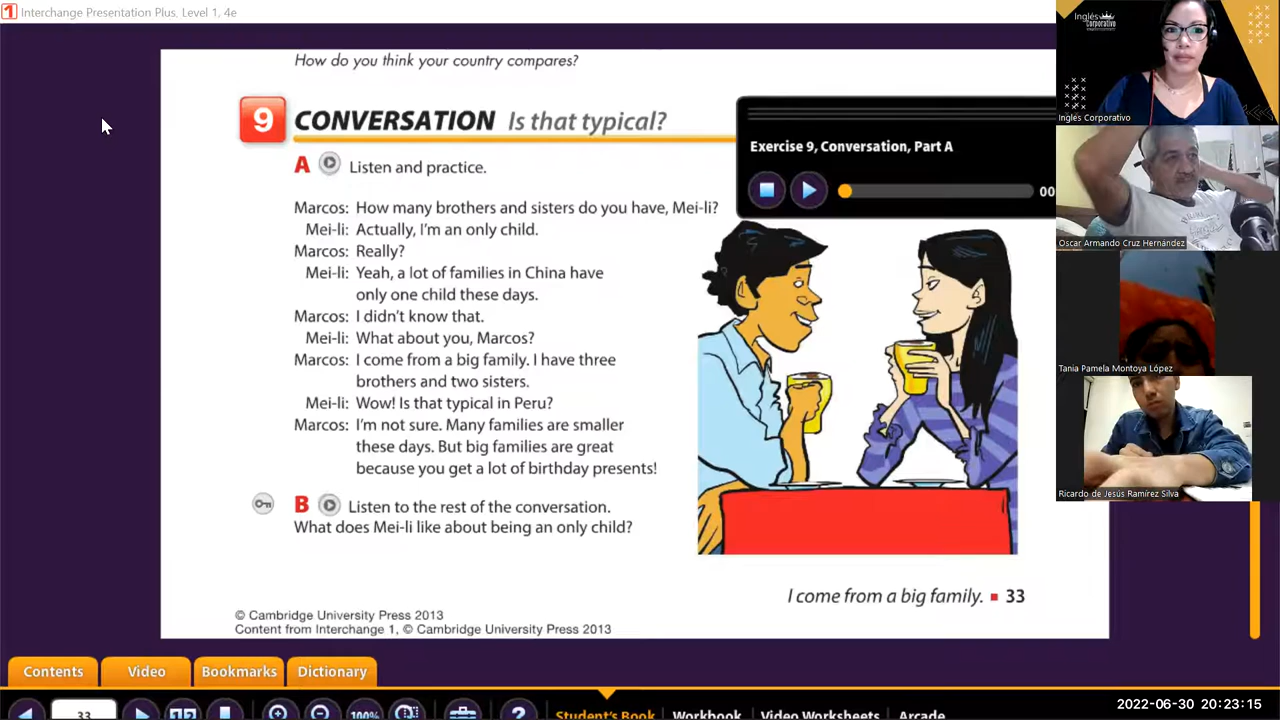 Interchange Presentation Plus, Level 1, 4e
How do you think your country compares?
9 CONVERSATION Is that typical?
A Listen and practice.
Marcos: How many brothers and sisters do you have, Mei-li?
Mei-li: Actually, I'm an only child.
Marcos: Really?
Mei-li: Yeah, a lot of families in China have
only one child these days.
Marcos: I didn't know that.
Mei-li: What about you, Marcos?
Marcos: I come from a big family. I have three
brothers and two sisters.
Mei-li: Wow! Is that typical in Peru?
Marcos: I'm not sure. Many families are smaller
these days. But big families are great
because you get a lot of birthday presents!
B Listen to the rest of the conversation.
What does Mei-li like about being an only child?
I come from a big family. ▪ 33
© Cambridge University Press 2013
Content from Interchange 1, © Cambridge University Press 2013
Exercise 9, Conversation, Part A
00
Inglés
Corporativo
Inglés Corporativo
Oscar Armando Cruz Hernández
Tania Pamela Montoya López
Ricardo de Jesús Ramírez Silva
Contents
Video
Bookmarks
Dictionary
33
100%
?
Student's Book
Workbook
Video Worksheets
Arcade
2022-06-30 20:23:15